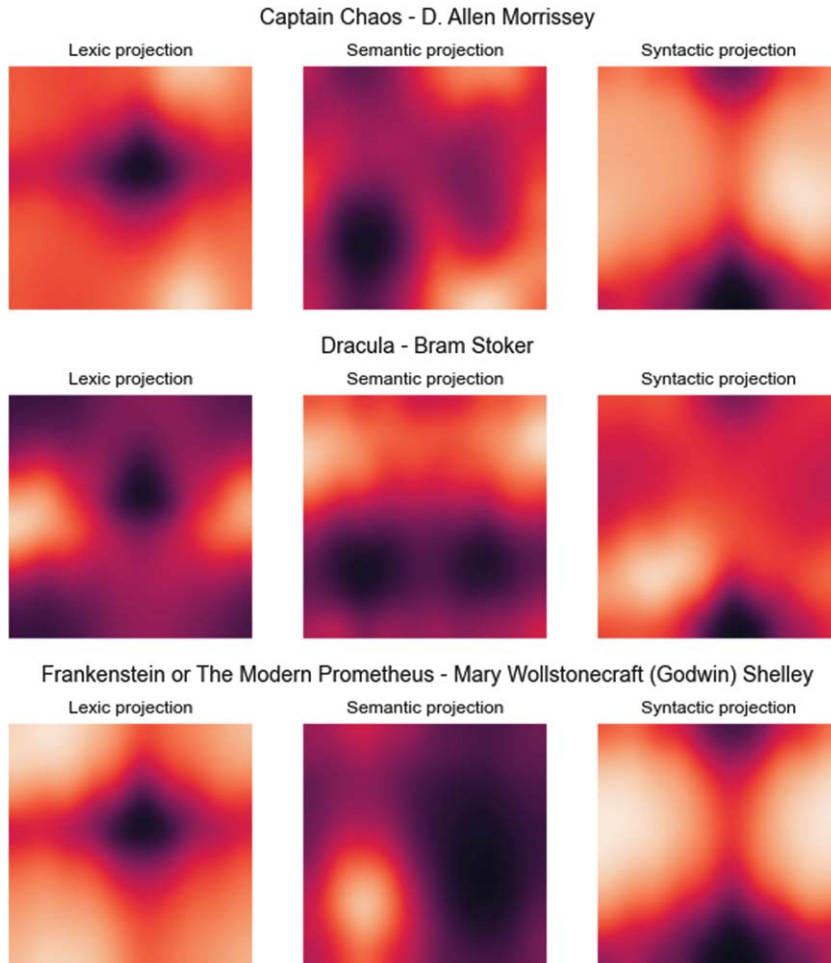 Captain Chaos - D. Allen Morrissey
Lexic projection
Semantic projection
Syntactic projection
Dracula - Bram Stoker
Lexic projection
Semantic projection
Syntactic projection
Frankenstein or The Modern Prometheus - Mary Wollstonecraft (Godwin) Shelley
Lexic projection
Semantic projection
Syntactic projection